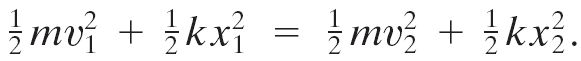 ½mv₁² + ½kx₁² = ½mv₂² + ½kx₂².